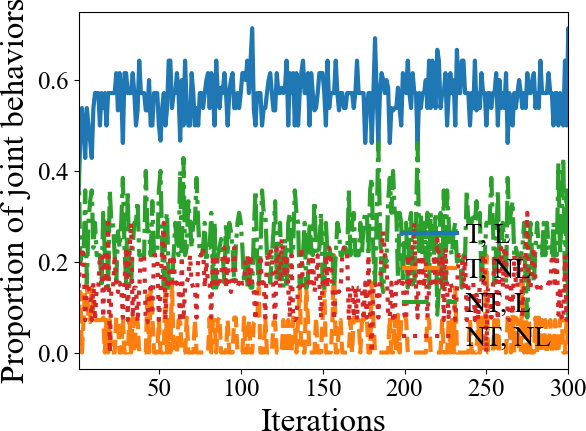 Proportion of joint behaviors
0.6
0.4
0.2
0.0
T, L
T, NL
NT, L
NT, NL
50 100 150 200 250 300
Iterations